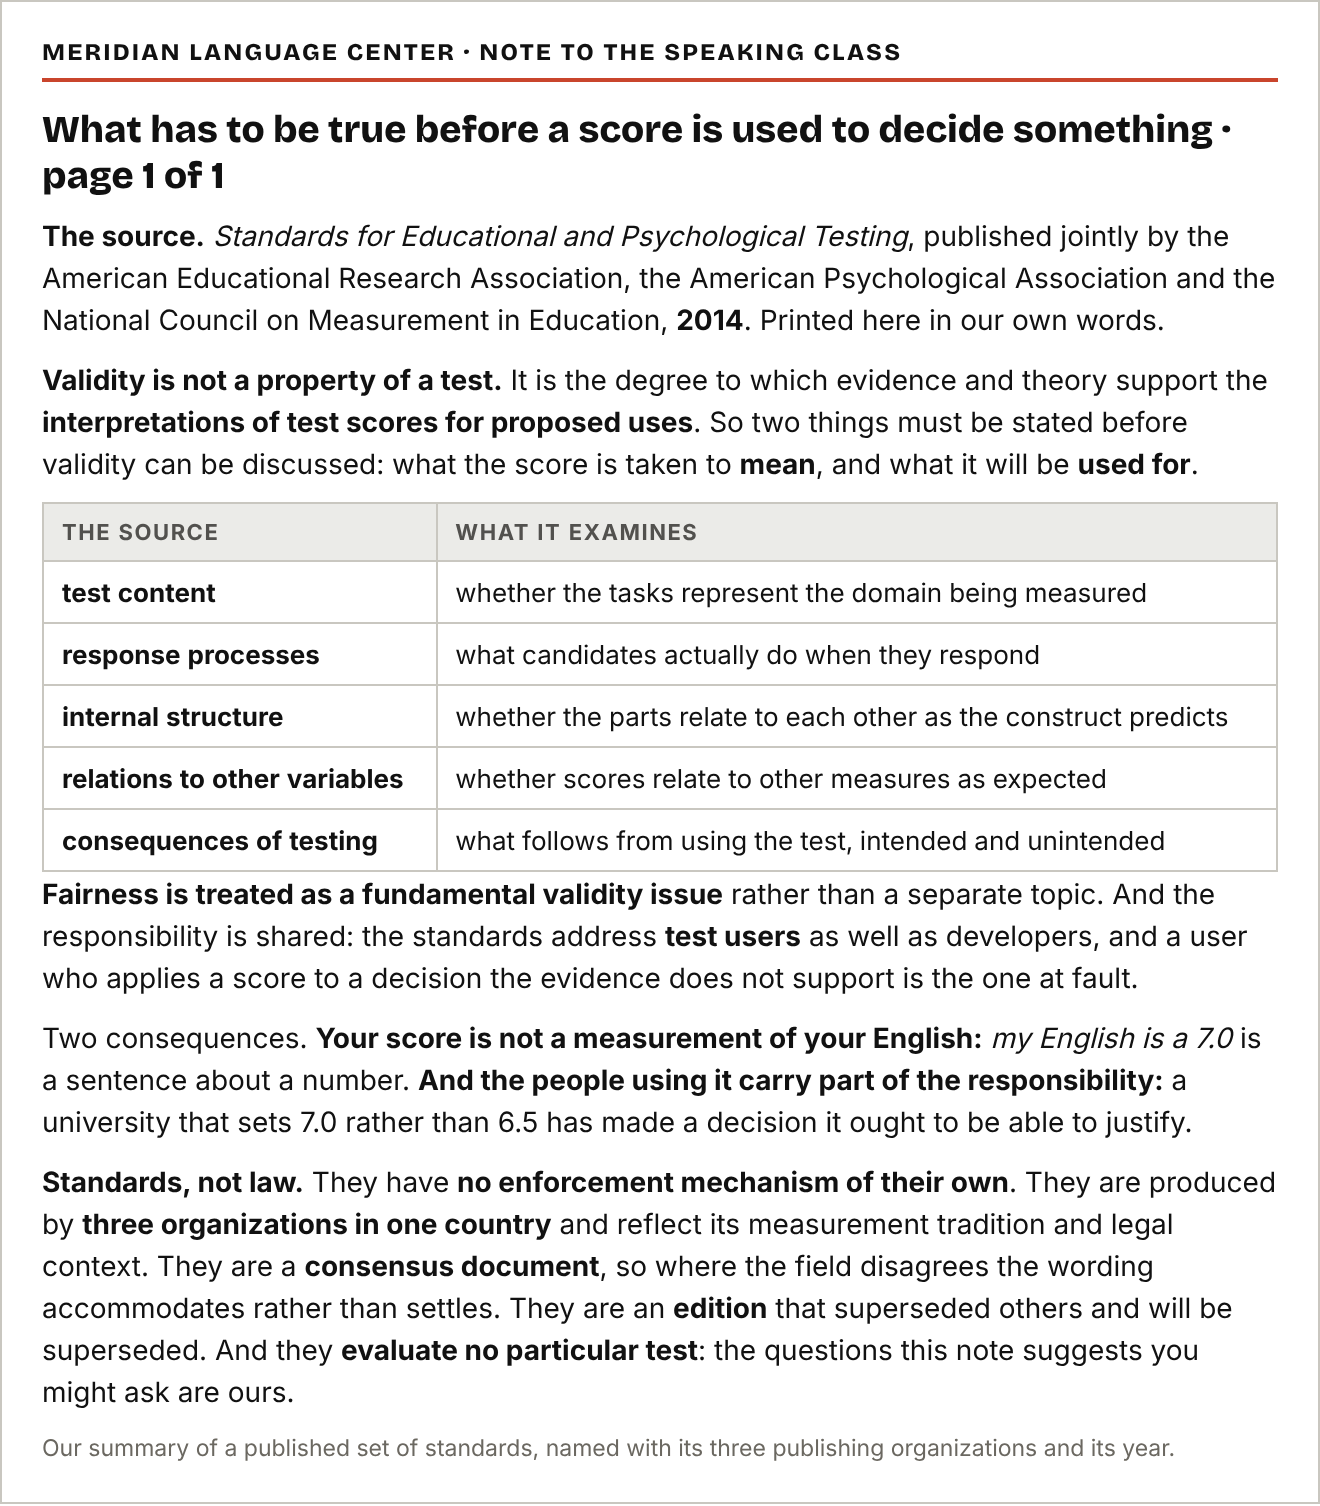 MERIDIAN LANGUAGE CENTER · NOTE TO THE SPEAKING CLASS
What has to be true before a score is used to decide something ·
page 1 of 1
The source. Standards for Educational and Psychological Testing, published jointly by the
American Educational Research Association, the American Psychological Association and the
National Council on Measurement in Education, 2014. Printed here in our own words.
Validity is not a property of a test. It is the degree to which evidence and theory support the
interpretations of test scores for proposed uses. So two things must be stated before
validity can be discussed: what the score is taken to mean, and what it will be used for.
THE SOURCE WHAT IT EXAMINES
test content whether the tasks represent the domain being measured
response processes what candidates actually do when they respond
internal structure whether the parts relate to each other as the construct predicts
relations to other variables whether scores relate to other measures as expected
consequences of testing what follows from using the test, intended and unintended
Fairness is treated as a fundamental validity issue rather than a separate topic. And the
responsibility is shared: the standards address test users as well as developers, and a user
who applies a score to a decision the evidence does not support is the one at fault.
Two consequences. Your score is not a measurement of your English: my English is a 7.0 is
a sentence about a number. And the people using it carry part of the responsibility: a
university that sets 7.0 rather than 6.5 has made a decision it ought to be able to justify.
Standards, not law. They have no enforcement mechanism of their own. They are produced
by three organizations in one country and reflect its measurement tradition and legal
context. They are a consensus document, so where the field disagrees the wording
accommodates rather than settles. They are an edition that superseded others and will be
superseded. And they evaluate no particular test: the questions this note suggests you
might ask are ours.
Our summary of a published set of standards, named with its three publishing organizations and its year.